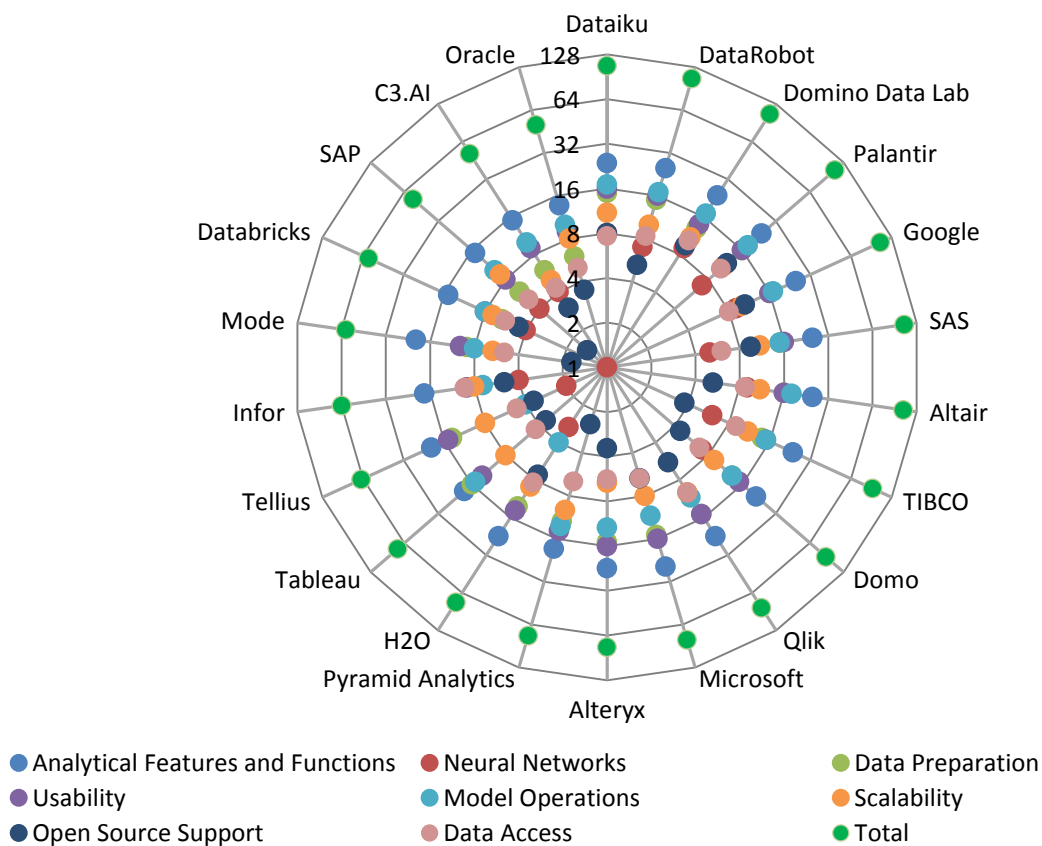 Dataiku
Oracle
128
DataRobot
C3.AI
64
Domino Data Lab
SAP
32
Palantir
16
Databricks
8
Google
4
Mode
2
SAS
1
Infor
Altair
Tellius
TIBCO
Tableau
Domo
H2O
Qlik
Pyramid Analytics
Microsoft
Alteryx
Analytical Features and Functions
Neural Networks
Data Preparation
Usability
Model Operations
Scalability
Open Source Support
Data Access
Total